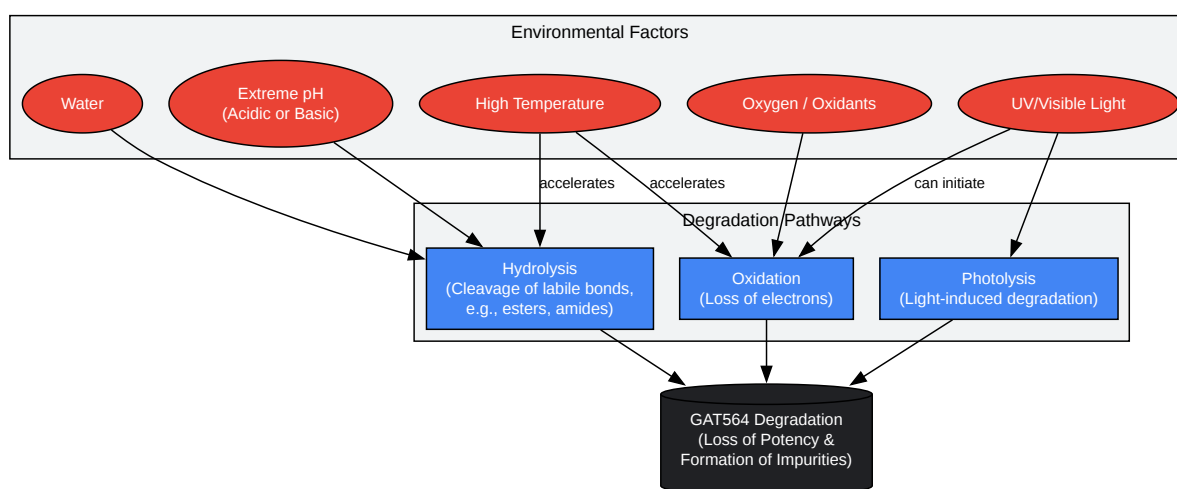 Environmental Factors
Water
Extreme pH
(Acidic or Basic)
High Temperature
Oxygen / Oxidants
UV/Visible Light
accelerates
accelerates
can initiate
Degradation Pathways
Hydrolysis
(Cleavage of labile bonds,
e.g., esters, amides)
Oxidation
(Loss of electrons)
Photolysis
(Light-induced degradation)
GAT564 Degradation
(Loss of Potency &
Formation of Impurities)